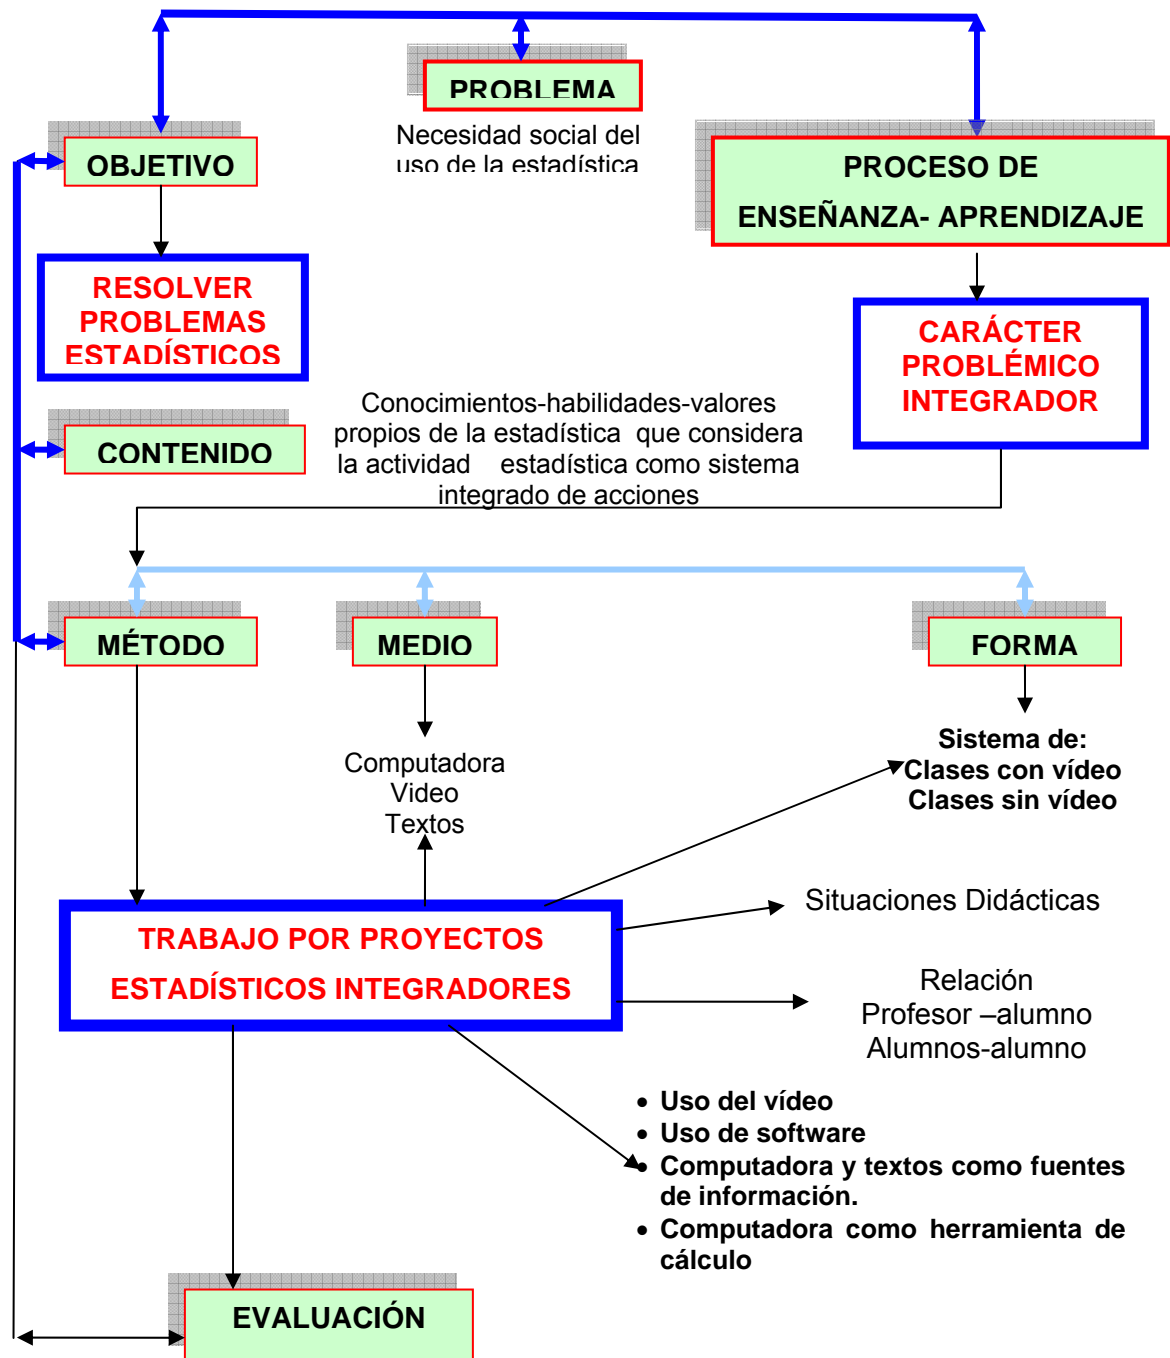 PROBLEMA
Necesidad social del
uso de la estadística
OBJETIVO
PROCESO DE
ENSEÑANZA- APRENDIZAJE
RESOLVER
PROBLEMAS
ESTADÍSTICOS
CARÁCTER
PROBLÉMICO
INTEGRADOR
CONTENIDO
Conocimientos-habilidades-valores
propios de la estadística que considera
la actividad estadística como sistema
integrado de acciones
MÉTODO
MEDIO
FORMA
Computadora
Video
Textos
Sistema de:
Clases con vídeo
Clases sin vídeo
TRABAJO POR PROYECTOS
ESTADÍSTICOS INTEGRADORES
Situaciones Didácticas
Relación
Profesor –alumno
Alumnos-alumno
• Uso del vídeo
• Uso de software
• Computadora y textos como fuentes
de información.
• Computadora como herramienta de
cálculo
EVALUACIÓN